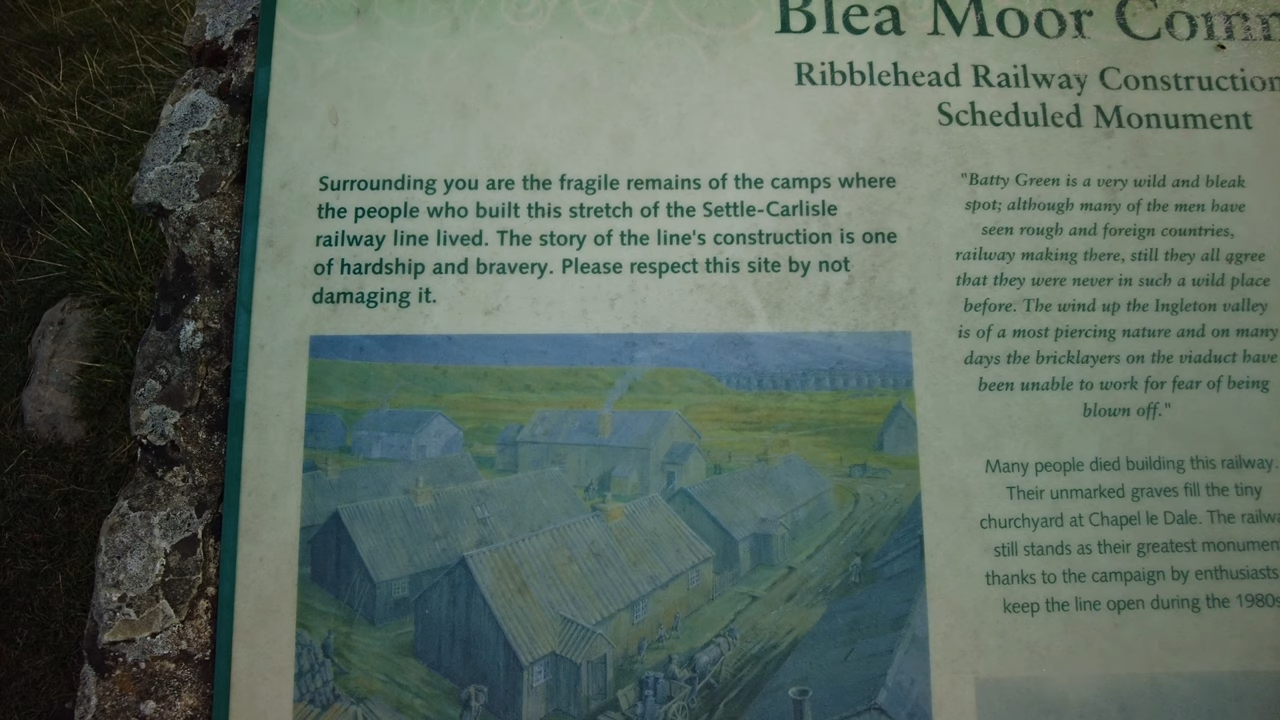 Blea Moor Comm
Ribblehead Railway Construction
Scheduled Monument
Surrounding you are the fragile remains of the camps where
the people who built this stretch of the Settle-Carlisle
railway line lived. The story of the line's construction is one
of hardship and bravery. Please respect this site by not
damaging it.
"Batty Green is a very wild and bleak
spot; although many of the men have
seen rough and foreign countries,
railway making there, still they all agree
that they were never in such a wild place
before. The wind up the Ingleton valley
is of a most piercing nature and on many
days the bricklayers on the viaduct have
been unable to work for fear of being
blown off."
Many people died building this railway.
Their unmarked graves fill the tiny
churchyard at Chapel le Dale. The railwa
still stands as their greatest monumen
thanks to the campaign by enthusiasts
keep the line open during the 1980s